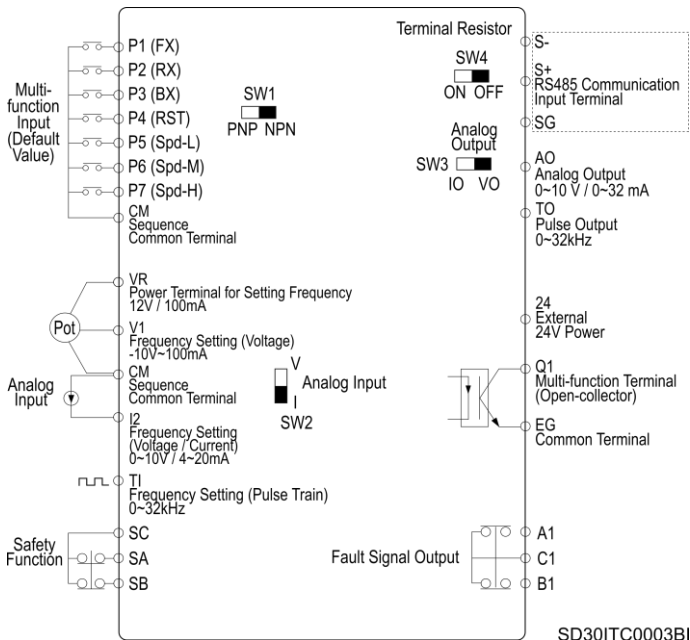 Multi-
function
Input
(Default
Value)
P1 (FX)
P2 (RX)
P3 (BX)
P4 (RST)
P5 (Spd-L)
P6 (Spd-M)
P7 (Spd-H)
CM
Sequence
Common Terminal
SW1
PNP NPN
Terminal Resistor
SW4
ON OFF
Analog
Output
SW3
IO VO
S-
S+
RS485 Communication
Input Terminal
SG
AO
Analog Output
0~10 V / 0~32 mA
TO
Pulse Output
0~32kHz
Pot
VR
Power Terminal for Setting Frequency
12V / 100mA
V1
Frequency Setting (Voltage)
-10V~100mA
CM
Sequence
Common Terminal
Analog
Input
I2
Frequency Setting
(Voltage / Current)
0~10V / 4~20mA
TI
Frequency Setting (Pulse Train)
0~32kHz
V
Analog Input
I
SW2
24
External
24V Power
Q1
Multi-function Terminal
(Open-collector)
EG
Common Terminal
Safety
Function
SC
SA
SB
Fault Signal Output
A1
C1
B1
SD30ITC0003BI